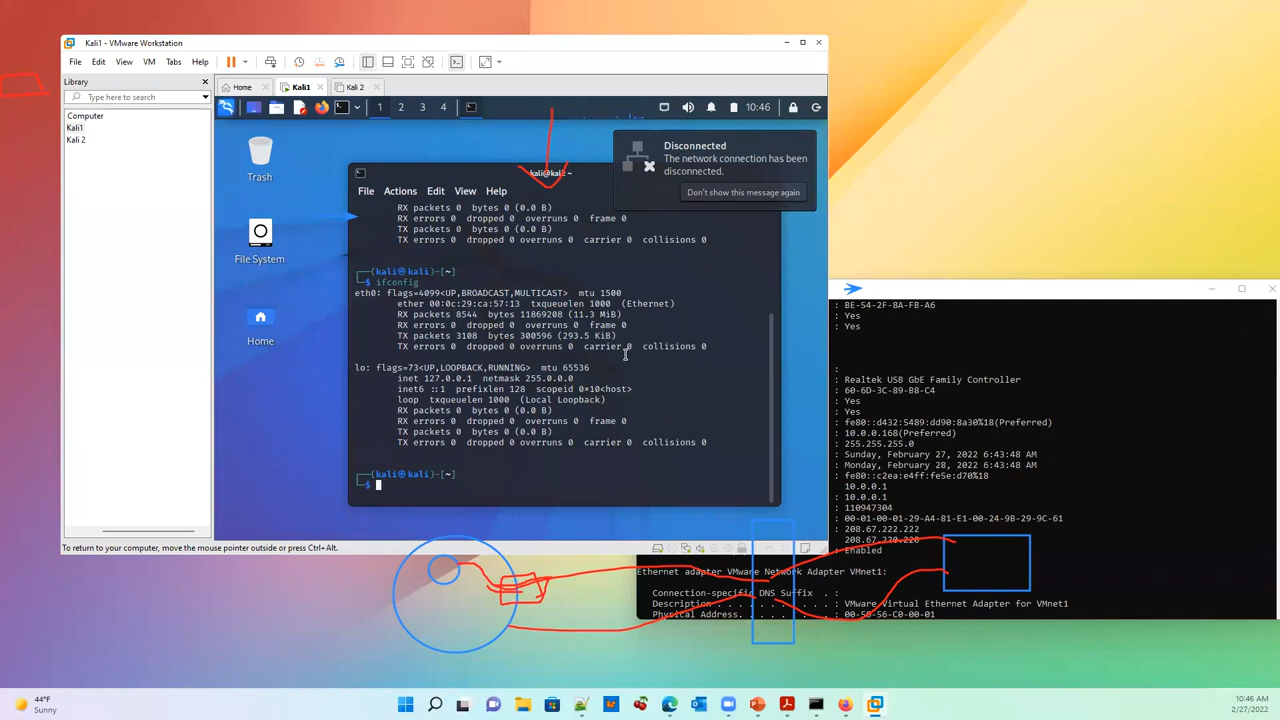 Kali1 - VMware Workstation
File Edit View VM Tabs Help
Library
Type here to search
Computer
Kali1
Kali 2
Home
Kali1
Kali 2
1 2 3 4
10:46
Trash
File System
Home
Disconnected
The network connection has been
disconnected.
Don't show this message again
kali@kali: ~
File Actions Edit View Help
RX packets 0 bytes 0 (0.0 B)
RX errors 0 dropped 0 overruns 0 frame 0
TX packets 0 bytes 0 (0.0 B)
TX errors 0 dropped 0 overruns 0 carrier 0 collisions 0
┌──(kali㉿kali)-[~]
└─$ ifconfig
eth0: flags=4099<UP,BROADCAST,MULTICAST> mtu 1500
ether 00:0c:29:ca:57:13 txqueuelen 1000 (Ethernet)
RX packets 8544 bytes 11869208 (11.3 MiB)
RX errors 0 dropped 0 overruns 0 frame 0
TX packets 3108 bytes 300596 (293.5 KiB)
TX errors 0 dropped 0 overruns 0 carrier 0 collisions 0
lo: flags=73<UP,LOOPBACK,RUNNING> mtu 65536
inet 127.0.0.1 netmask 255.0.0.0
inet6 ::1 prefixlen 128 scopeid 0×10<host>
loop txqueuelen 1000 (Local Loopback)
RX packets 0 bytes 0 (0.0 B)
RX errors 0 dropped 0 overruns 0 frame 0
TX packets 0 bytes 0 (0.0 B)
TX errors 0 dropped 0 overruns 0 carrier 0 collisions 0
┌──(kali㉿kali)-[~]
└─$
To return to your computer, move the mouse pointer outside or press Ctrl+Alt.
: BE-54-2F-8A-FB-A6
: Yes
: Yes
:
: Realtek USB GbE Family Controller
: 60-6D-3C-89-B8-C4
: Yes
: Yes
: fe80::d432:5489:dd90:8a30%18(Preferred)
: 10.0.0.168(Preferred)
: 255.255.255.0
: Sunday, February 27, 2022 6:43:48 AM
: Monday, February 28, 2022 6:43:48 AM
: fe80::c2ea:e4ff:fe5e:d70%18
10.0.0.1
: 10.0.0.1
: 110947304
: 00-01-00-01-29-A4-81-E1-00-24-9B-29-9C-61
: 208.67.222.222
208.67.220.220
: Enabled
Ethernet adapter VMware Network Adapter VMnet1:
Connection-specific DNS Suffix . :
Description . . . . . . . . . . . : VMware Virtual Ethernet Adapter for VMnet1
Physical Address. . . . . . . . . : 00-50-56-C0-00-01
44°F
Sunny
10:46 AM
2/27/2022